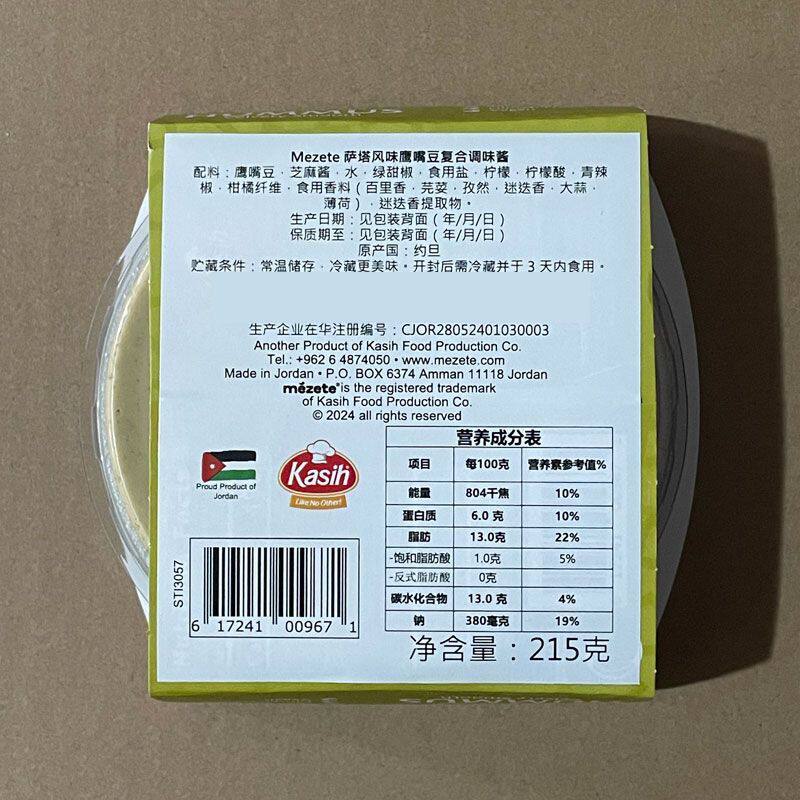 Mezete 萨塔风味鹰嘴豆复合调味酱
配料：鹰嘴豆，芝麻酱，水，绿甜椒，食用盐，柠檬，柠檬酸，青辣
椒，柑橘纤维，食用香料（百里香，芫荽，孜然，迷迭香，大蒜，
薄荷），迷迭香提取物。
生产日期：见包装背面（年/月/日）
保质期至：见包装背面（年/月/日）
原产国：约旦
贮藏条件：常温储存，冷藏更美味。开封后需冷藏并于 3 天内食用。
生产企业在华注册编号：CJOR28052401030003
Another Product of Kasih Food Production Co.
Tel.: +962 6 4874050 • www.mezete.com
Made in Jordan • P.O. BOX 6374 Amman 11118 Jordan
mézete® is the registered trademark
of Kasih Food Production Co.
© 2024 all rights reserved
Proud Product of
Jordan
Kasih
Like No Other!
营养成分表
项目 每100克 营养素参考值%
能量 804千焦 10%
蛋白质 6.0 克 10%
脂肪 13.0克 22%
-饱和脂肪酸 1.0克 5%
-反式脂肪酸 0克
碳水化合物 13.0 克 4%
钠 380毫克 19%
STI3057
6 17241 00967 1
净含量：215克